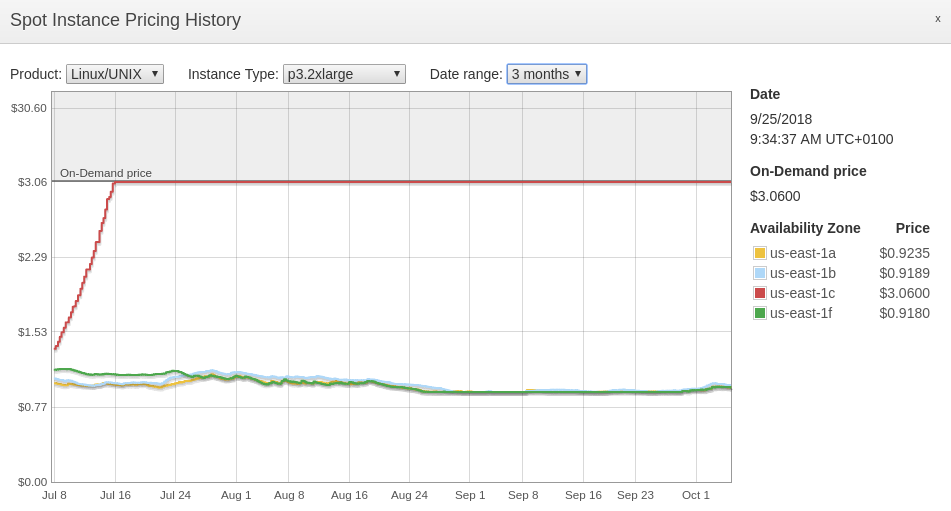 Spot Instance Pricing History
x
Product: Linux/UNIX ▼ Instance Type: p3.2xlarge ▼ Date range: 3 months ▼
$30.60
On-Demand price
$3.06
$2.29
$1.53
$0.77
$0.00
Jul 8 Jul 16 Jul 24 Aug 1 Aug 8 Aug 16 Aug 24 Sep 1 Sep 8 Sep 16 Sep 23 Oct 1
Date
9/25/2018
9:34:37 AM UTC+0100
On-Demand price
$3.0600
Availability Zone Price
us-east-1a $0.9235
us-east-1b $0.9189
us-east-1c $3.0600
us-east-1f $0.9180